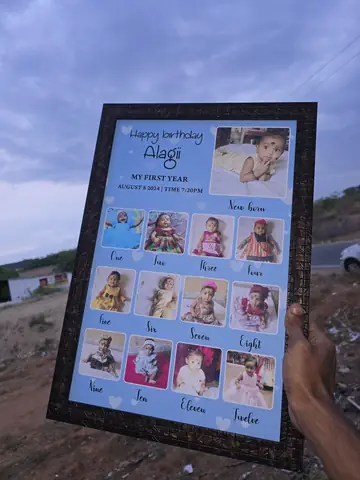 Happy birthday
Alagii
MY FIRST YEAR
AUGUST 8 2024 | TIME 7:20PM
New born
One Two Three Four
Five Six Seven Eight
Nine Ten Eleven Twelve